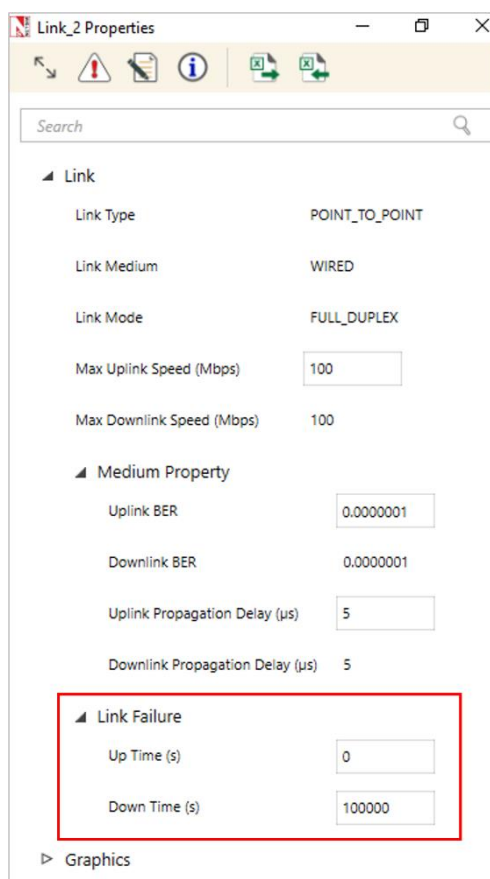 Link_2 Properties
Search
Link
Link Type POINT_TO_POINT
Link Medium WIRED
Link Mode FULL_DUPLEX
Max Uplink Speed (Mbps) 100
Max Downlink Speed (Mbps) 100
Medium Property
Uplink BER 0.0000001
Downlink BER 0.0000001
Uplink Propagation Delay (µs) 5
Downlink Propagation Delay (µs) 5
Link Failure
Up Time (s) 0
Down Time (s) 100000
Graphics